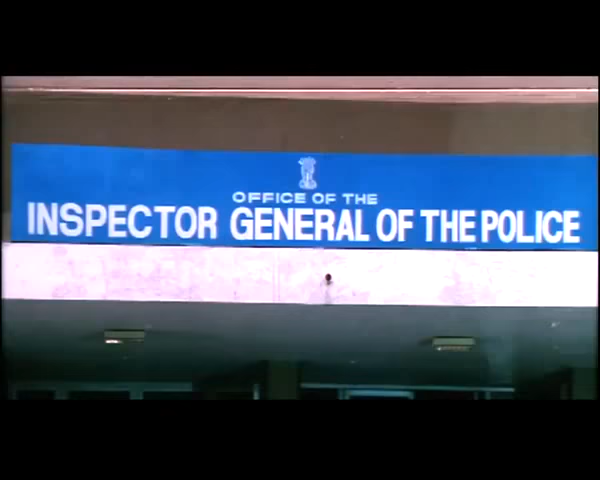 OFFICE OF THE
INSPECTOR GENERAL OF THE POLICE